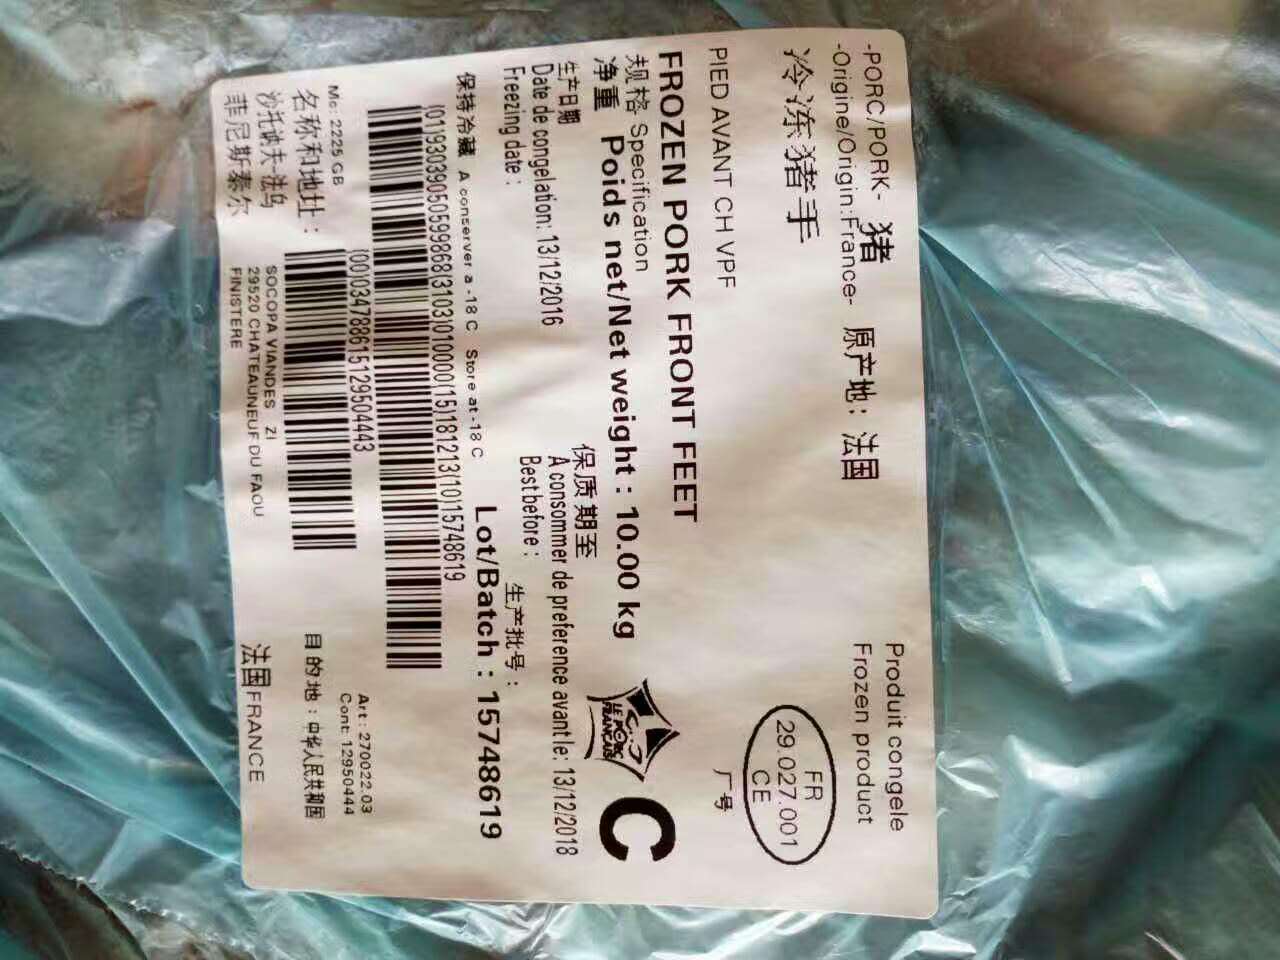 -PORC/PORK- 猪
-Origine/Origin:France- 原产地：法国
Produit congele
Frozen product
冷冻猪手
FR
29.027.001
CE
厂号
PIED AVANT CH VPF
FROZEN PORK FRONT FEET
规格 Specification
净重 Poids net/Net weight : 10.00 kg
LE PORC
FRANÇAIS
C
生产日期
Date de congelation: 13/12/2016
Freezing date :
保质期至
A consommer de preference avant le: 13/12/2018
Best before :
生产批号：
Lot/Batch : 15748619
保持冷藏 A conserver a -18 C Store at -18 C
(01)93039050599868(3103)010000(15)181213(10)15748619
(00)034788615129504443
Art: 270022.03
Cont: 12950444
Mc: 2225 GB
名称和地址：
目的地：中华人民共和国
沙托讷夫-法乌
菲尼斯泰尔
SOCOPA VIANDES ZI
29520 CHATEAUNEUF DU FAOU
FINISTERE
法国FRANCE